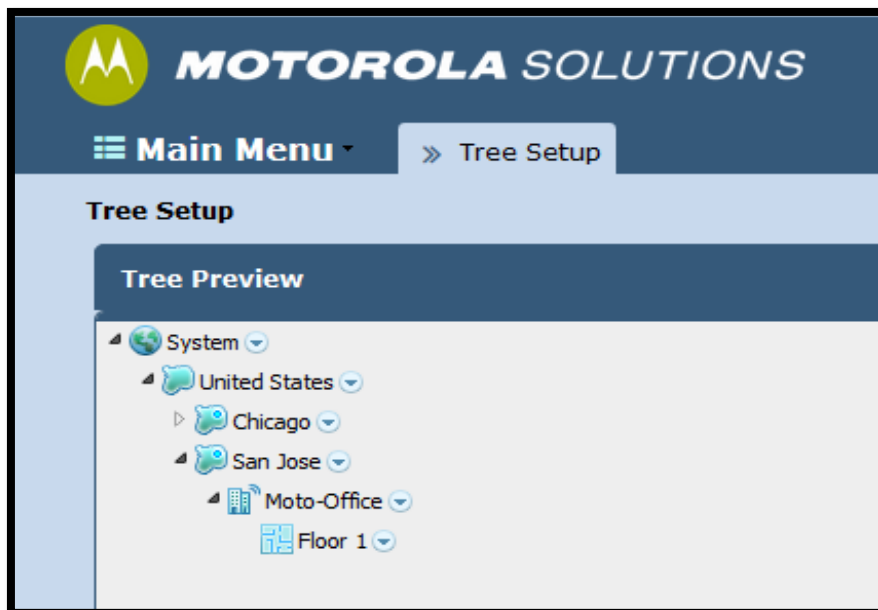 MOTOROLA SOLUTIONS
Main Menu » Tree Setup
Tree Setup
Tree Preview
System
United States
Chicago
San Jose
Moto-Office
Floor 1